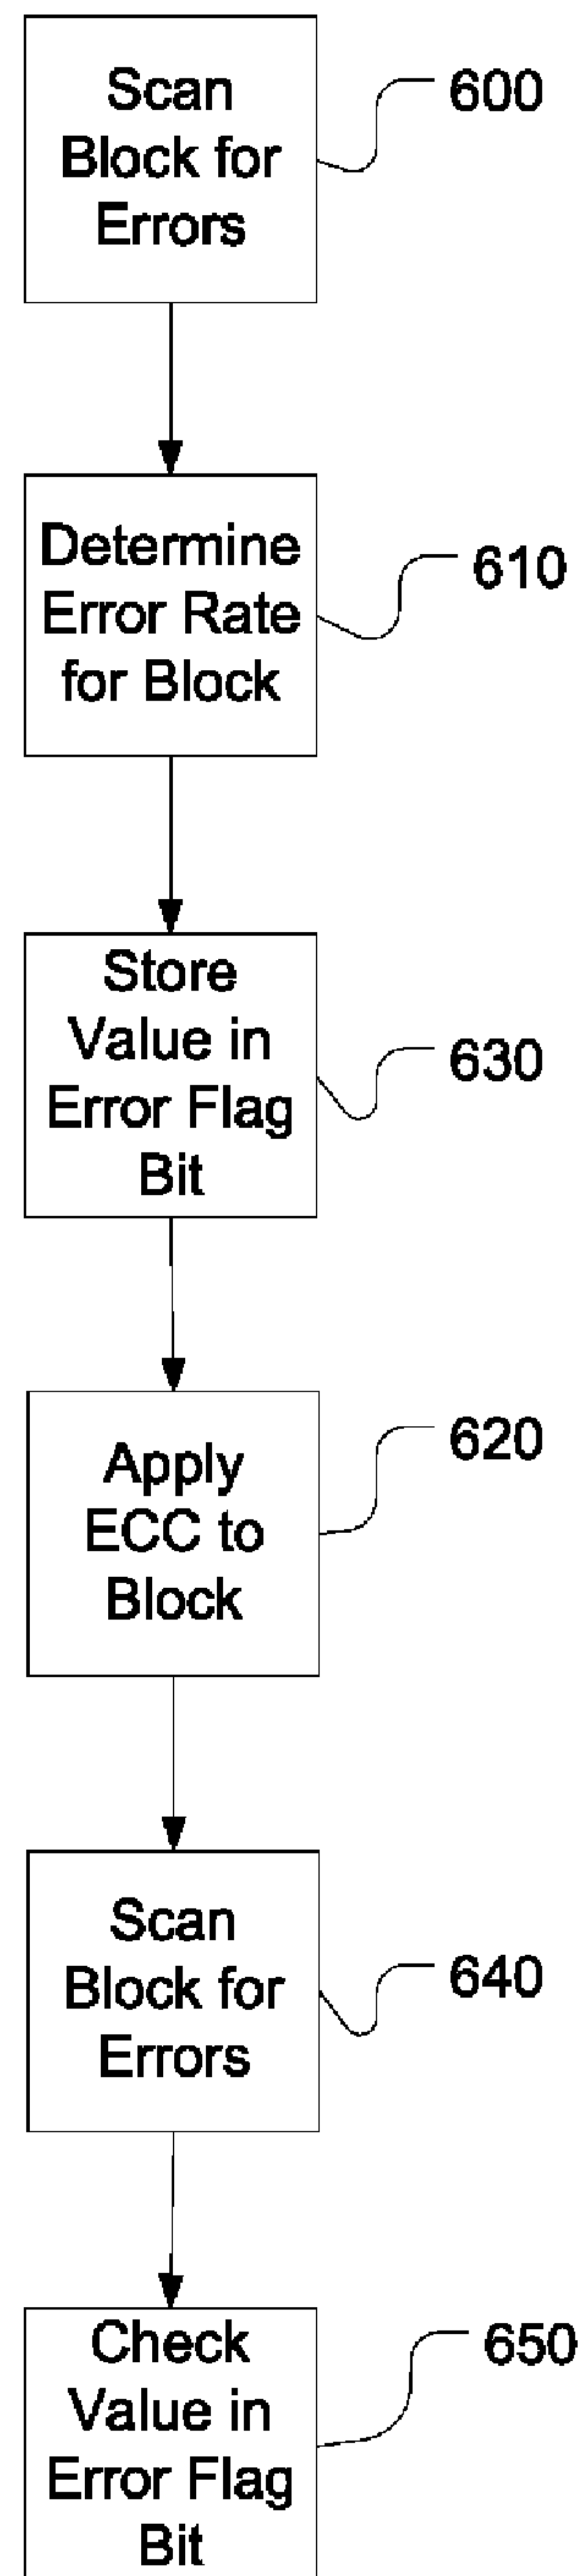 Scan
Block for
Errors
600
Determine
Error Rate
for Block
610
Store
Value in
Error Flag
Bit
630
Apply
ECC to
Block
620
Scan
Block for
Errors
640
Check
Value in
Error Flag
Bit
650